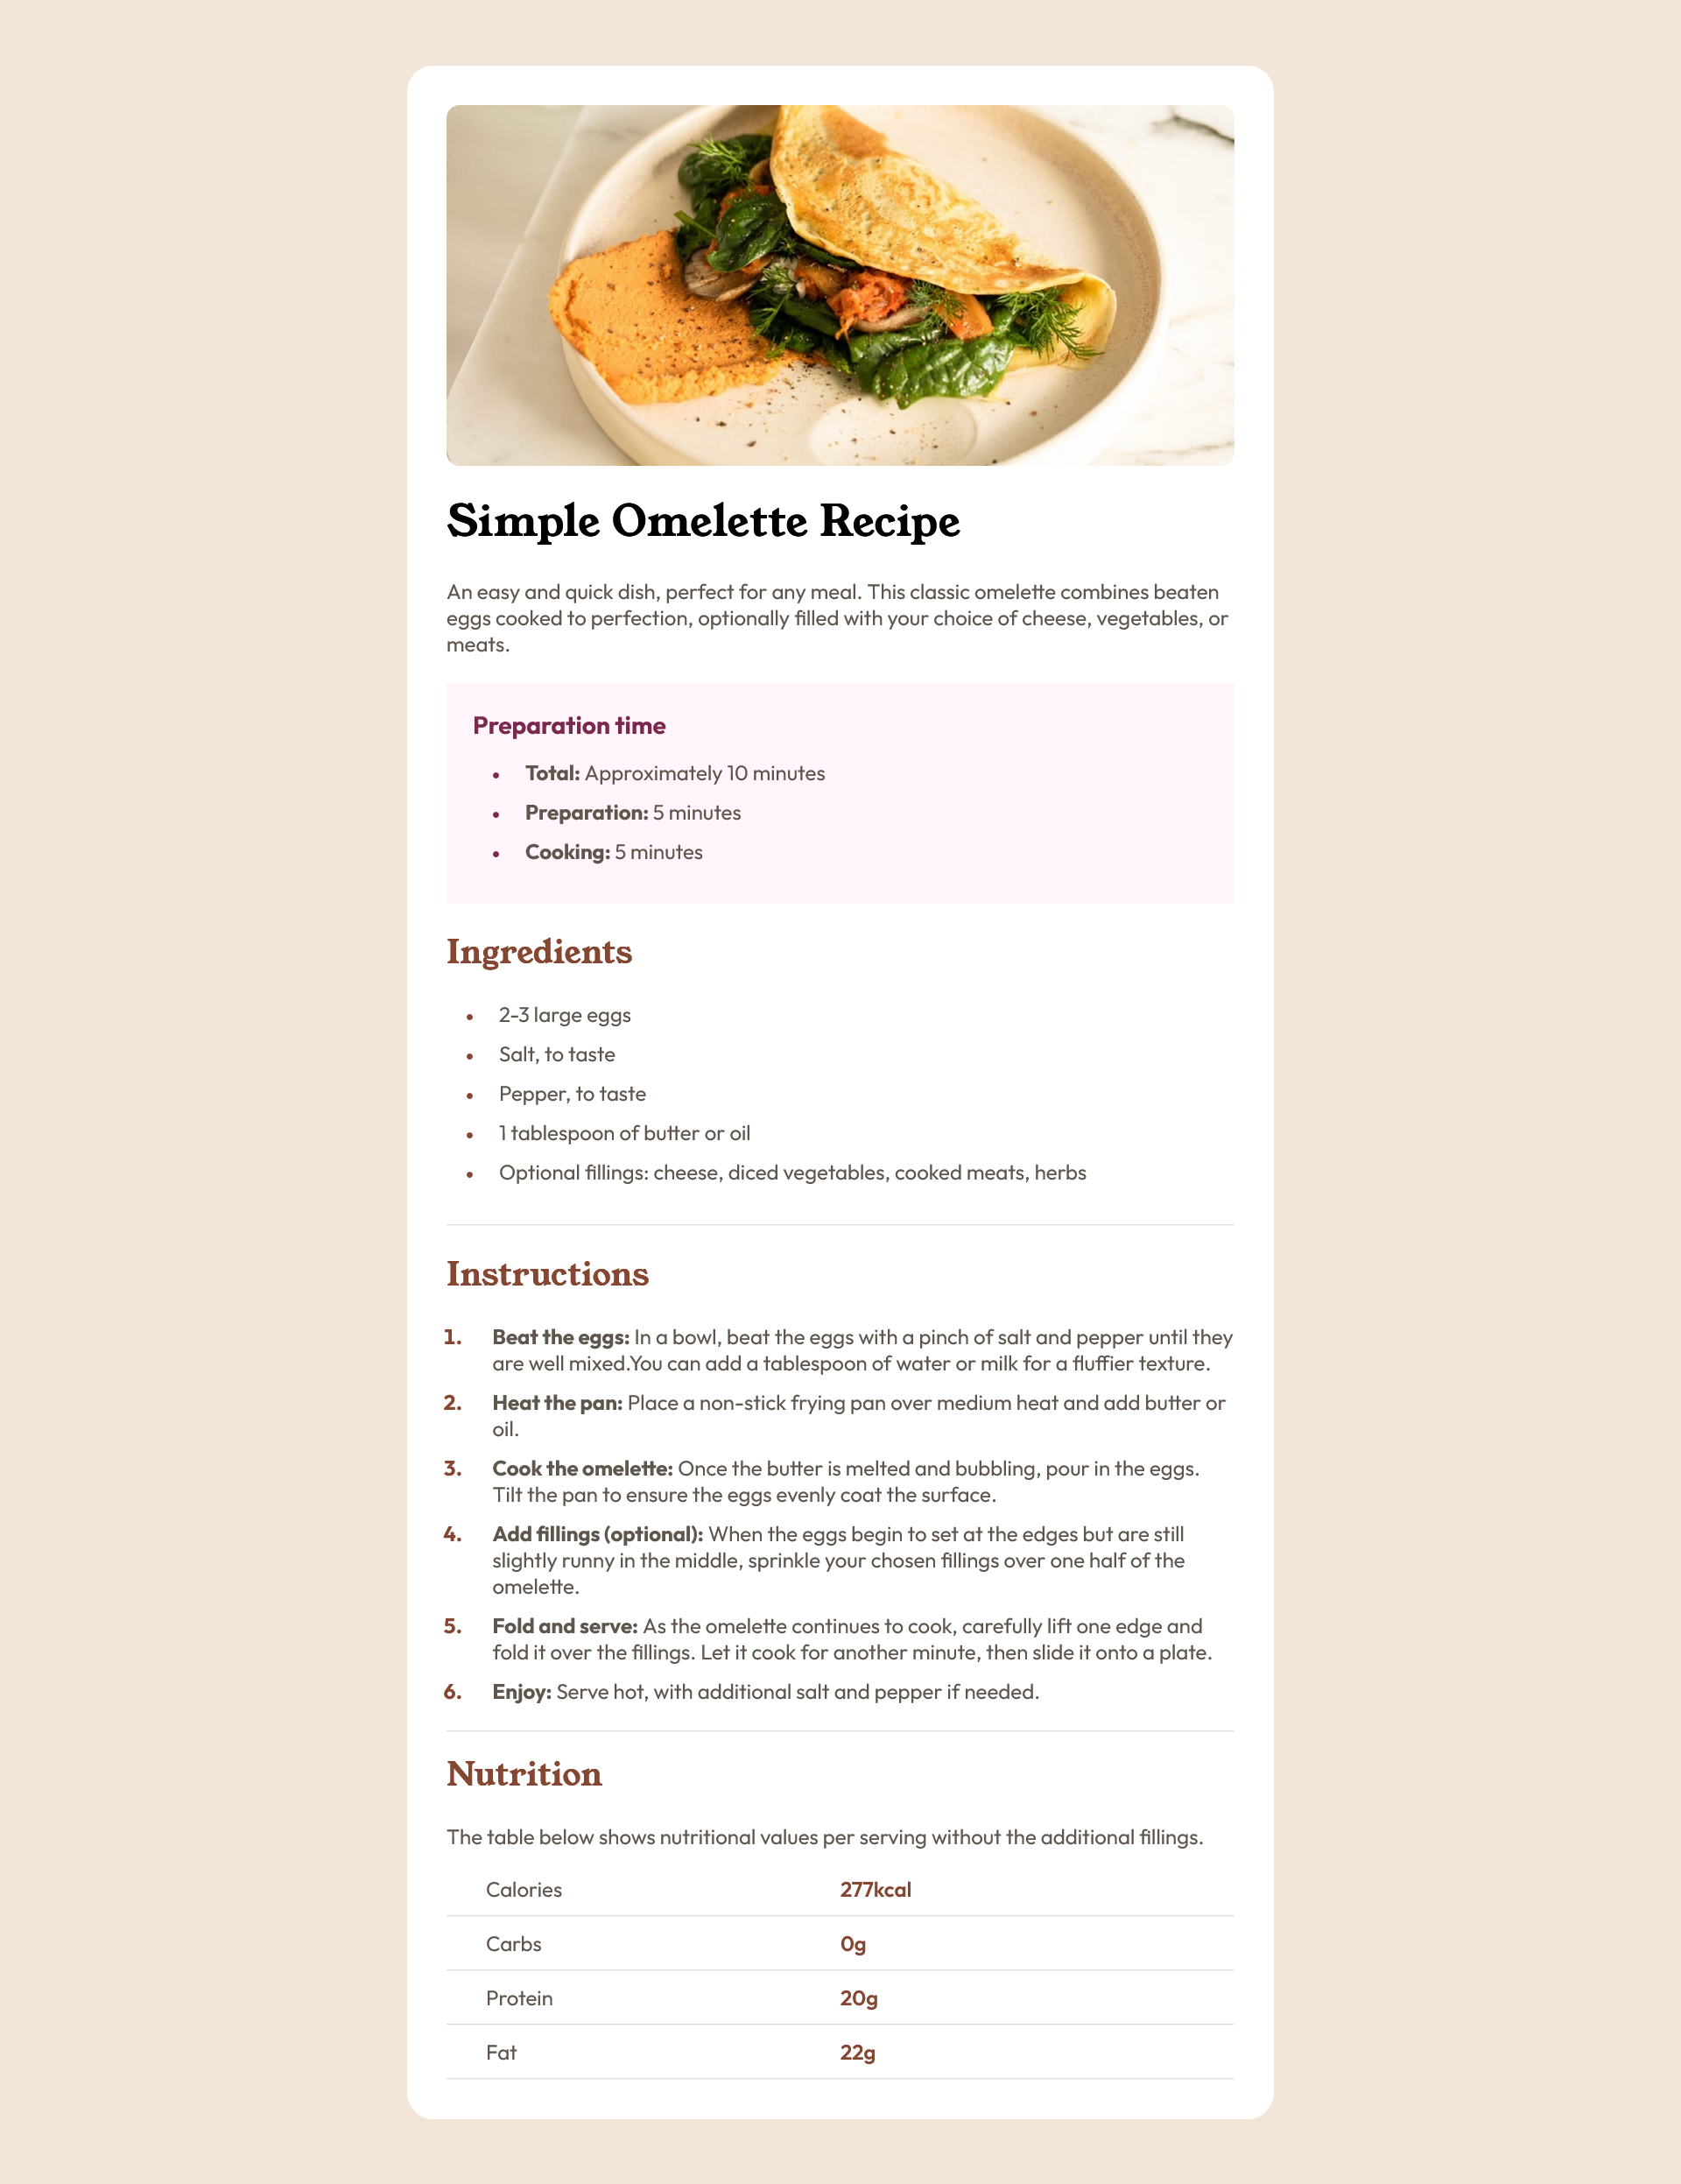 Simple Omelette Recipe
An easy and quick dish, perfect for any meal. This classic omelette combines beaten
eggs cooked to perfection, optionally filled with your choice of cheese, vegetables, or
meats.
Preparation time
• Total: Approximately 10 minutes
• Preparation: 5 minutes
• Cooking: 5 minutes
Ingredients
• 2-3 large eggs
• Salt, to taste
• Pepper, to taste
• 1 tablespoon of butter or oil
• Optional fillings: cheese, diced vegetables, cooked meats, herbs
Instructions
1. Beat the eggs: In a bowl, beat the eggs with a pinch of salt and pepper until they
are well mixed.You can add a tablespoon of water or milk for a fluffier texture.
2. Heat the pan: Place a non-stick frying pan over medium heat and add butter or
oil.
3. Cook the omelette: Once the butter is melted and bubbling, pour in the eggs.
Tilt the pan to ensure the eggs evenly coat the surface.
4. Add fillings (optional): When the eggs begin to set at the edges but are still
slightly runny in the middle, sprinkle your chosen fillings over one half of the
omelette.
5. Fold and serve: As the omelette continues to cook, carefully lift one edge and
fold it over the fillings. Let it cook for another minute, then slide it onto a plate.
6. Enjoy: Serve hot, with additional salt and pepper if needed.
Nutrition
The table below shows nutritional values per serving without the additional fillings.
Calories 277kcal
Carbs 0g
Protein 20g
Fat 22g